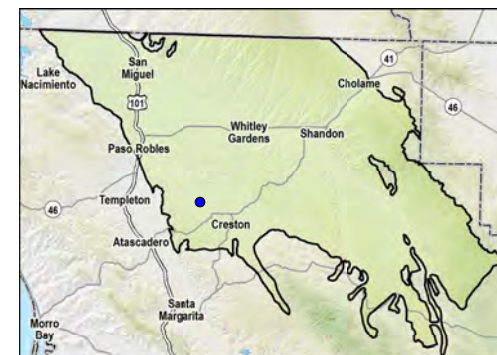 San
Miguel
41
Lake
Nacimiento
Cholame
101
46
Whitley
Gardens
Shandon
Paso Robles
Templeton
46
Creston
Atascadero
Santa
Margarita
Morro
Bay